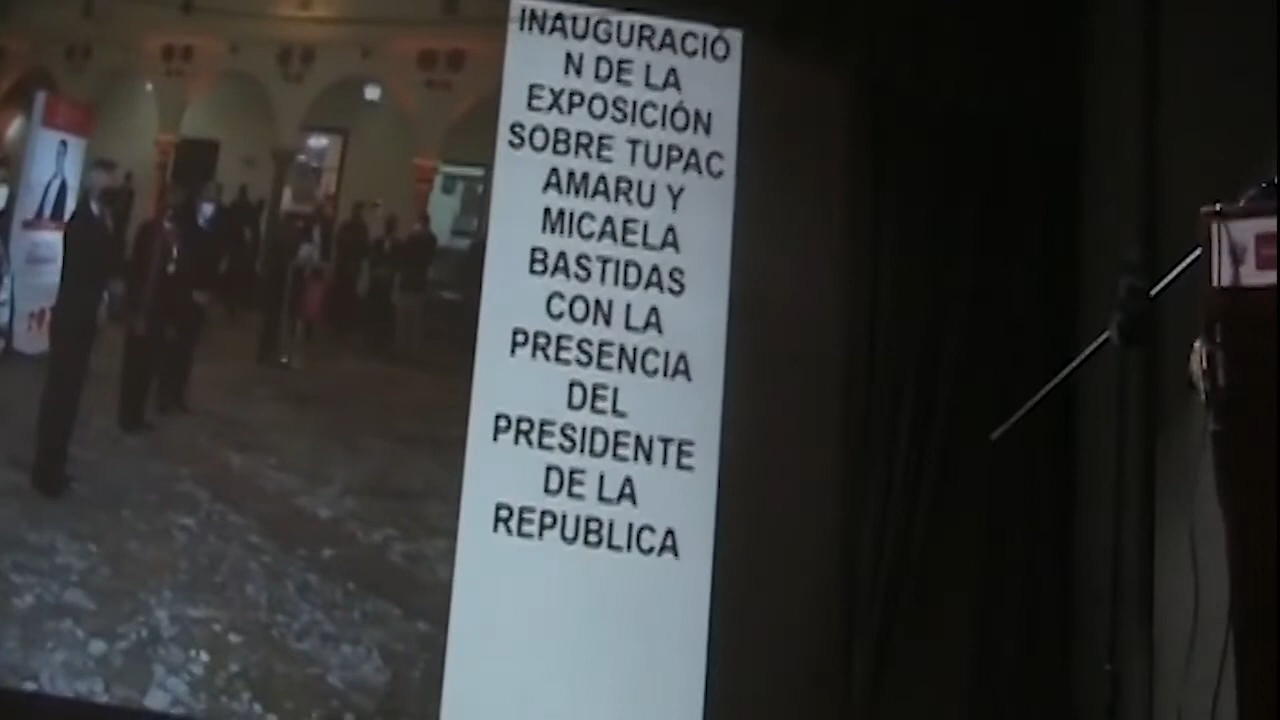 INAUGURACIÓ
N DE LA
EXPOSICIÓN
SOBRE TUPAC
AMARU Y
MICAELA
BASTIDAS
CON LA
PRESENCIA
DEL
PRESIDENTE
DE LA
REPUBLICA